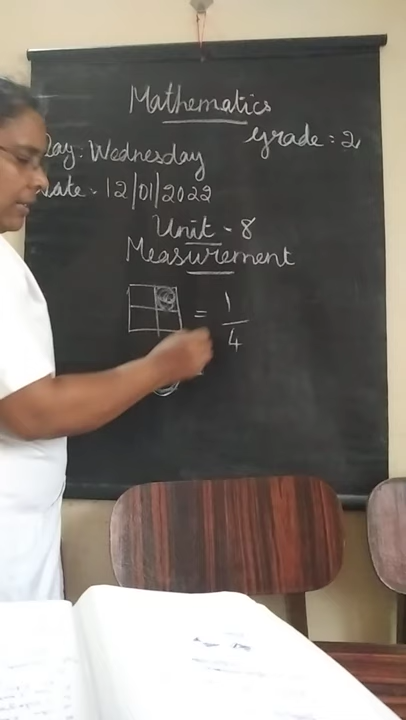 Mathematics
Grade : 2
Day : Wednesday
Date - 12/01/2022
Unit - 8
Measurement
= 1/4